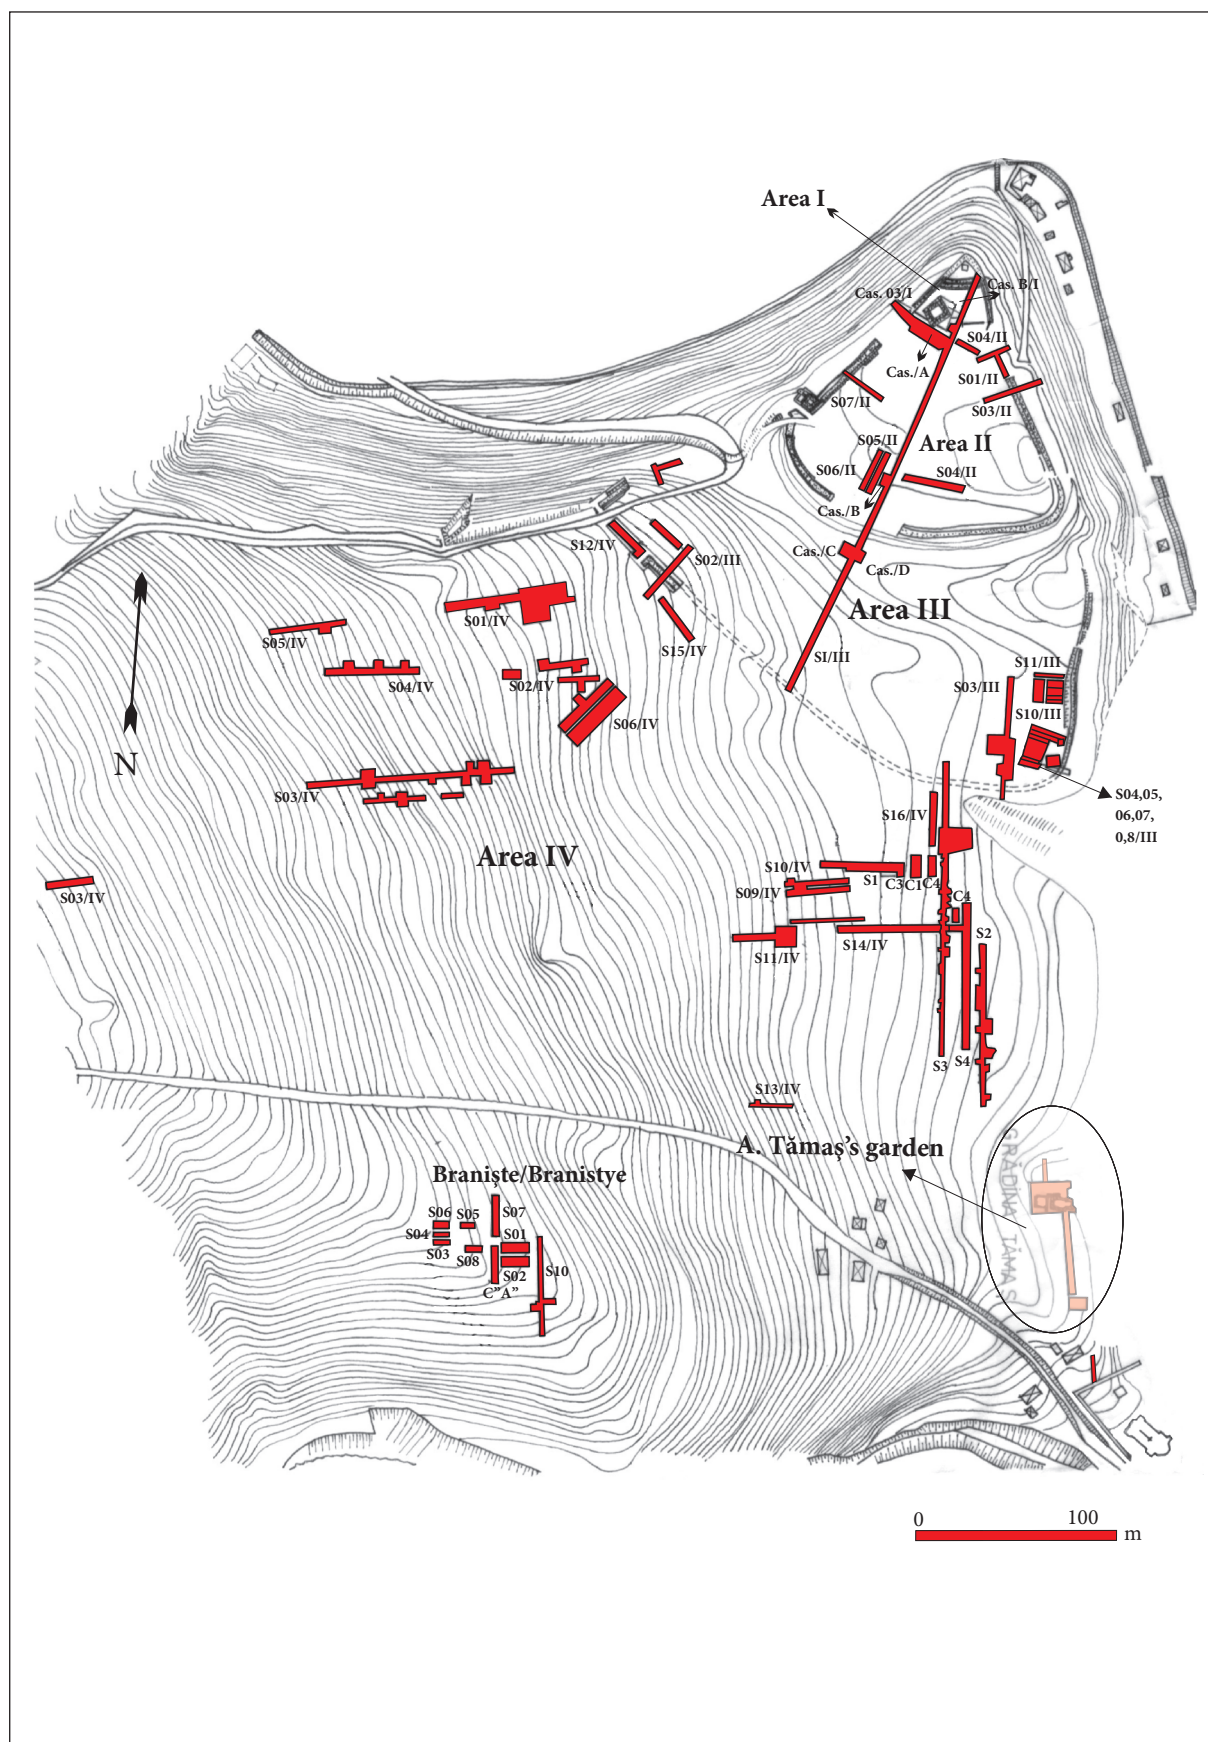 Area I
Cas. B/I
Cas. 03/I
S04/II
Cas./A
S01/II
S07/II
S03/II
S05/II
Area II
S06/II
S04/II
Cas./B
S12/IV
S02/III
Cas./C
Cas./D
Area III
S01/IV
S05/IV
S15/IV
SI/III
S11/III
S04/IV
S02/IV
S03/III
S06/IV
S10/III
N
S03/IV
S04,05,
06,07,
0,8/III
S16/IV
Area IV
S10/IV
S1
C3
C1
C4
S03/IV
S09/IV
C4
S2
S14/IV
S11/IV
S3
S4
S13/IV
A. Tămaş's garden
GRĂDINA TĂMAŞ
Branişte/Branistye
S06
S05
S07
S04
S03
S01
S08
S02
S10
C"A"
0
100
m